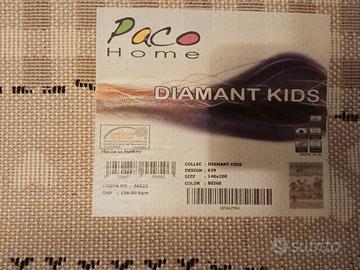 Paco
Home
DIAMANT KIDS
Made in Turkey
COLLEC : DIAMANT KIDS
DESIGN : 639
SIZE : 140x200
COLOR : BEIGE
UVP : 126.00 Euro
subito